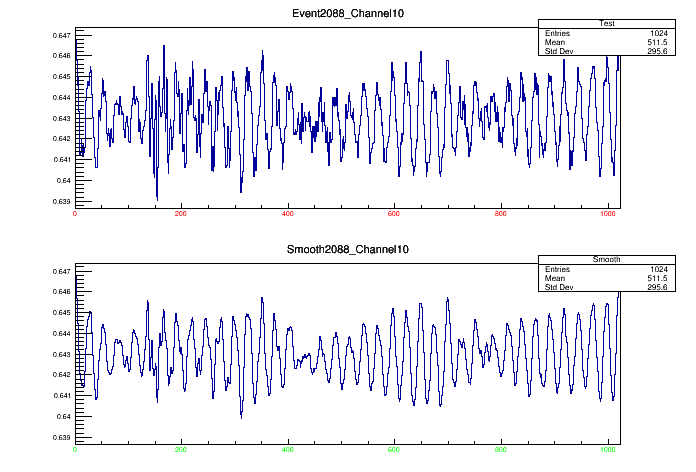 Event2088_Channel10
Test
Entries 1024
Mean 511.5
Std Dev 295.6
0.647
0.646
0.645
0.644
0.643
0.642
0.641
0.64
0.639
0 200 400 600 800 1000
Smooth2088_Channel10
Smooth
Entries 1024
Mean 511.5
Std Dev 295.6
0.647
0.646
0.645
0.644
0.643
0.642
0.641
0.64
0.639
0 200 400 600 800 1000